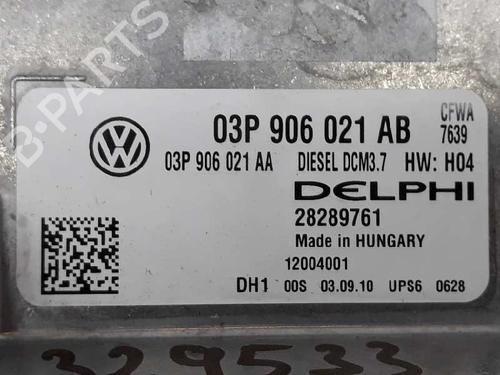 03P 906 021 AB
CFWA
7639
03P 906 021 AA DIESEL DCM3.7 HW: H04
DELPHI
28289761
Made in HUNGARY
12004001
DH1 00S 03.09.10 UPS6 0628
329533
B-PARTS